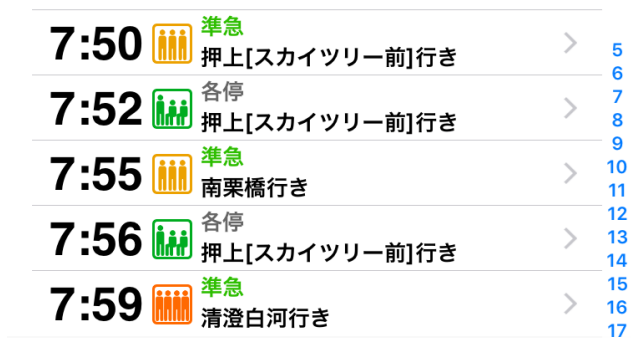 7:50 準急
押上[スカイツリー前]行き
7:52 各停
押上[スカイツリー前]行き
7:55 準急
南栗橋行き
7:56 各停
押上[スカイツリー前]行き
7:59 準急
清澄白河行き
5
6
7
8
9
10
11
12
13
14
15
16
17